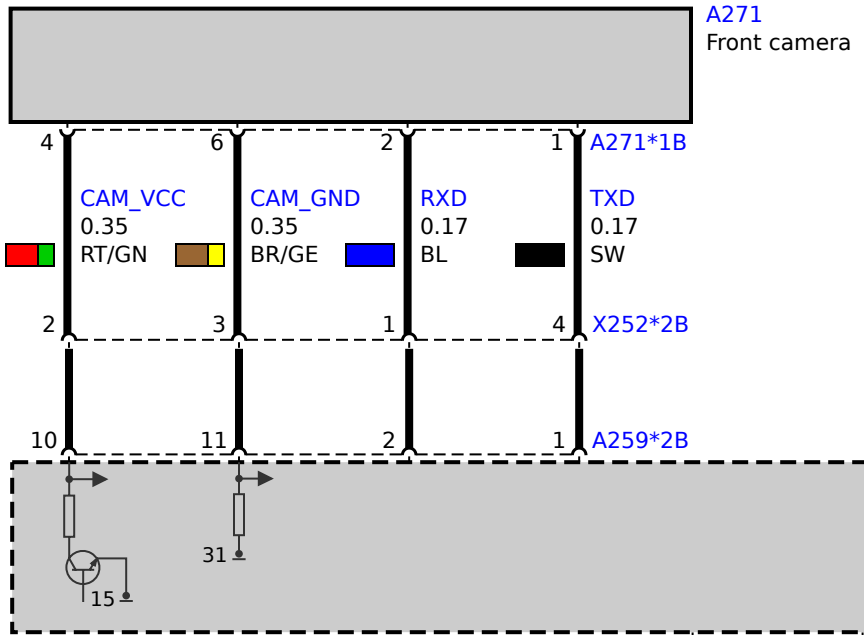 A271
Front camera
4
6
2
1
A271*1B
CAM_VCC
0.35
RT/GN
CAM_GND
0.35
BR/GE
RXD
0.17
BL
TXD
0.17
SW
2
3
1
4
X252*2B
10
11
2
1
A259*2B
31
15